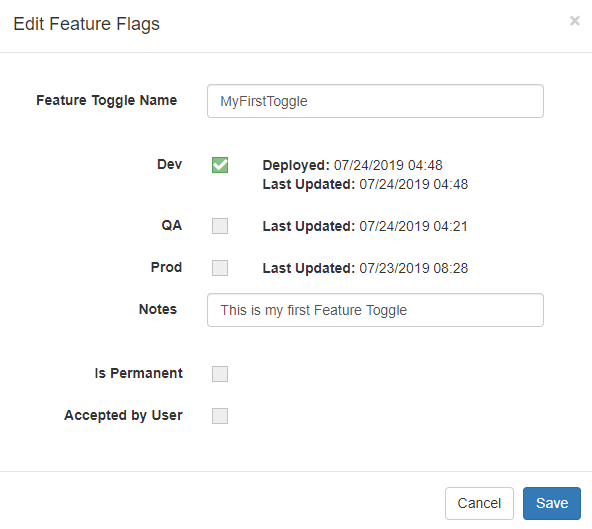 Edit Feature Flags ×
Feature Toggle Name MyFirstToggle
Dev Deployed: 07/24/2019 04:48
Last Updated: 07/24/2019 04:48
QA Last Updated: 07/24/2019 04:21
Prod Last Updated: 07/23/2019 08:28
Notes This is my first Feature Toggle
Is Permanent
Accepted by User
Cancel Save